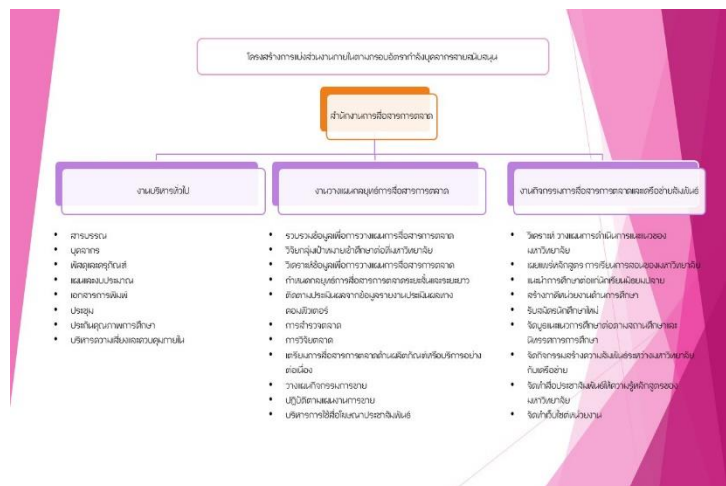 โครงสร้างการแบ่งส่วนงานภายในตามกรอบอัตรากำลังบุคลากรสายสนับสนุน
สำนักงานการสื่อสารการตลาด
งานบริหารทั่วไป
• สารบรรณ
• บุคลากร
• พัสดุและครุภัณฑ์
• แผนและงบประมาณ
• เอกสารการพิมพ์
• ประชุม
• ประกันคุณภาพการศึกษา
• บริหารความเสี่ยงและควบคุมภายใน
งานวางแผนกลยุทธ์การสื่อสารการตลาด
• รวบรวมข้อมูลเพื่อการวางแผนการสื่อสารการตลาด
• วิจัยกลุ่มเป้าหมายเข้าศึกษาต่อที่มหาวิทยาลัย
• วิเคราะห์ข้อมูลเพื่อการวางแผนการสื่อสารการตลาด
• กำหนดกลยุทธ์การสื่อสารการตลาดระยะสั้นและระยะยาว
• ติดตามประเมินผลจากข้อมูลรายงานประเมินผลทาง
คอมพิวเตอร์
• การสำรวจตลาด
• การวิจัยตลาด
• เตรียมการสื่อสารการตลาดด้านผลิตภัณฑ์หรือบริการอย่าง
ต่อเนื่อง
• วางแผนกิจกรรมการขาย
• ปฏิบัติตามแผนงานการขาย
• บริหารการใช้สื่อโฆษณาประชาสัมพันธ์
งานกิจกรรมการสื่อสารการตลาดและเครือข่ายสัมพันธ์
• วิเคราะห์ วางแผนการดำเนินการแนะแนวของ
มหาวิทยาลัย
• เผยแพร่หลักสูตร การเรียนการสอนของมหาวิทยาลัย
• แนะนำการศึกษาต่อแก่นักเรียนมัธยมปลาย
• สร้างภาคีหน่วยงานด้านการศึกษา
• รับสมัครนักศึกษาใหม่
• จัดบูธแนะแนวการศึกษาต่อตามสถานศึกษาและ
นิทรรศการการศึกษา
• จัดกิจกรรมสร้างความสัมพันธ์ระหว่างมหาวิทยาลัย
กับเครือข่าย
• จัดทำสื่อประชาสัมพันธ์ให้ความรู้หลักสูตรของ
มหาวิทยาลัย
• จัดทำเว็บไซต์หน่วยงาน